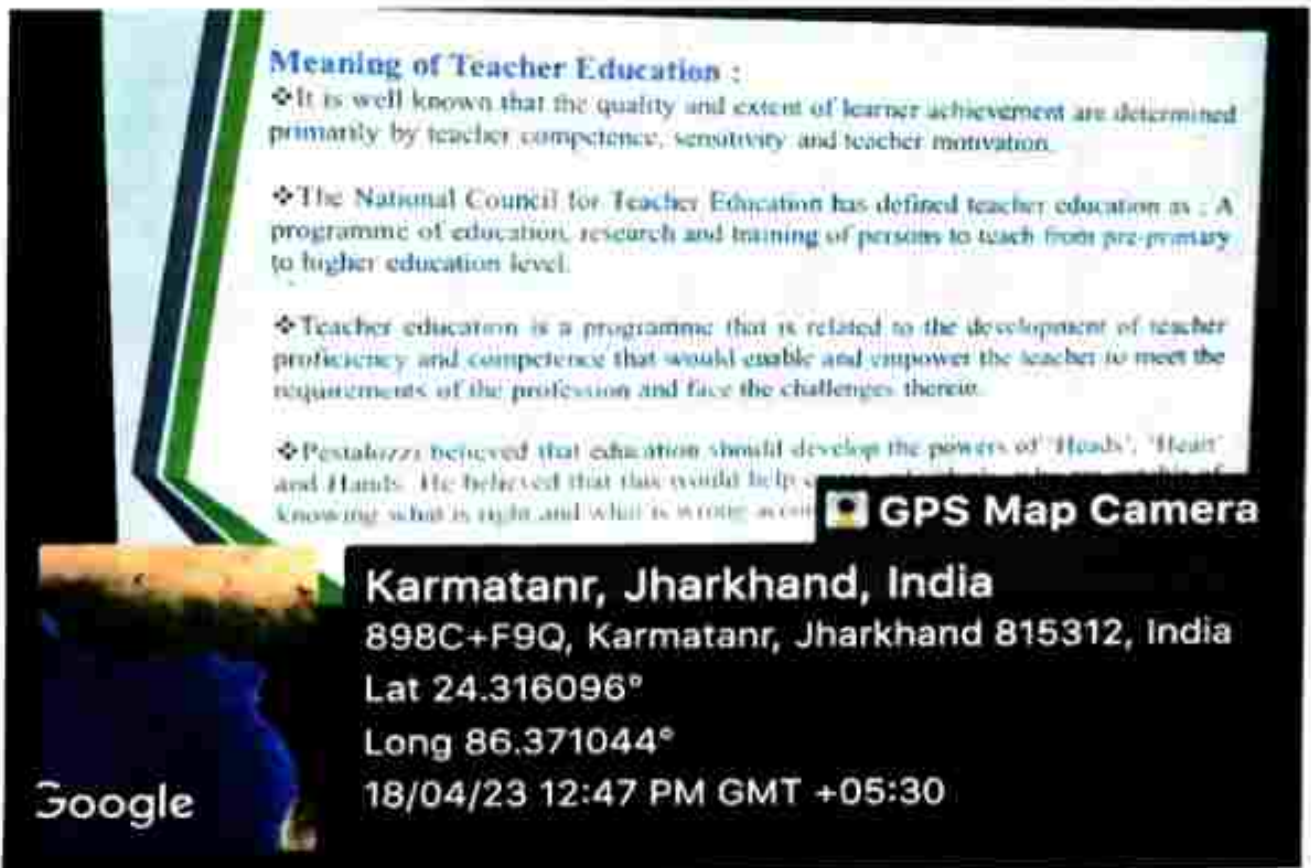 Meaning of Teacher Education :
❖It is well known that the quality and extent of learner achievement are determined
primarily by teacher competence, sensitivity and teacher motivation.
❖The National Council for Teacher Education has defined teacher education as : A
programme of education, research and training of persons to teach from pre-primary
to higher education level.
❖Teacher education is a programme that is related to the development of teacher
proficiency and competence that would enable and empower the teacher to meet the
requirements of the profession and face the challenges therein.
❖Pestalozzi believed that education should develop the powers of 'Heads', 'Heart'
and Hands. He believed that this would help
knowing what is right and what is wrong
GPS Map Camera
Karmatanr, Jharkhand, India
898C+F9Q, Karmatanr, Jharkhand 815312, India
Lat 24.316096°
Long 86.371044°
18/04/23 12:47 PM GMT +05:30
Google